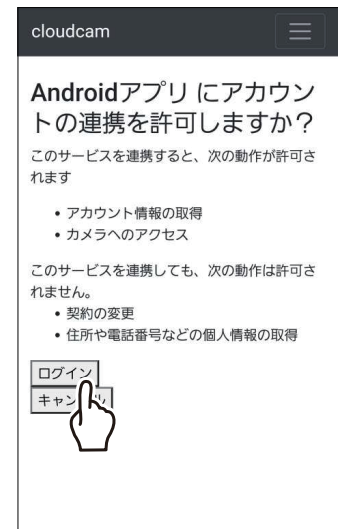 cloudcam
Androidアプリ にアカウン
トの連携を許可しますか？
このサービスを連携すると、次の動作が許可さ
れます
• アカウント情報の取得
• カメラへのアクセス
このサービスを連携しても、次の動作は許可さ
れません。
• 契約の変更
• 住所や電話番号などの個人情報の取得
ログイン
キャンセル